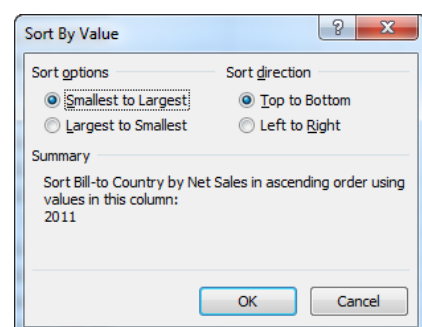 Sort By Value
Sort options
Sort direction
Smallest to Largest
Top to Bottom
Largest to Smallest
Left to Right
Summary
Sort Bill-to Country by Net Sales in ascending order using
values in this column:
2011
OK
Cancel